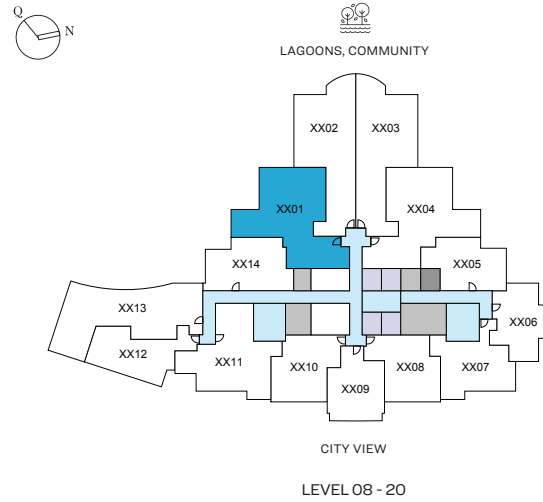 Q
N
LAGOONS, COMMUNITY
XX02
XX03
XX01
XX04
XX14
XX05
XX13
XX06
XX12
XX11
XX10
XX08
XX07
XX09
CITY VIEW
LEVEL 08 - 20